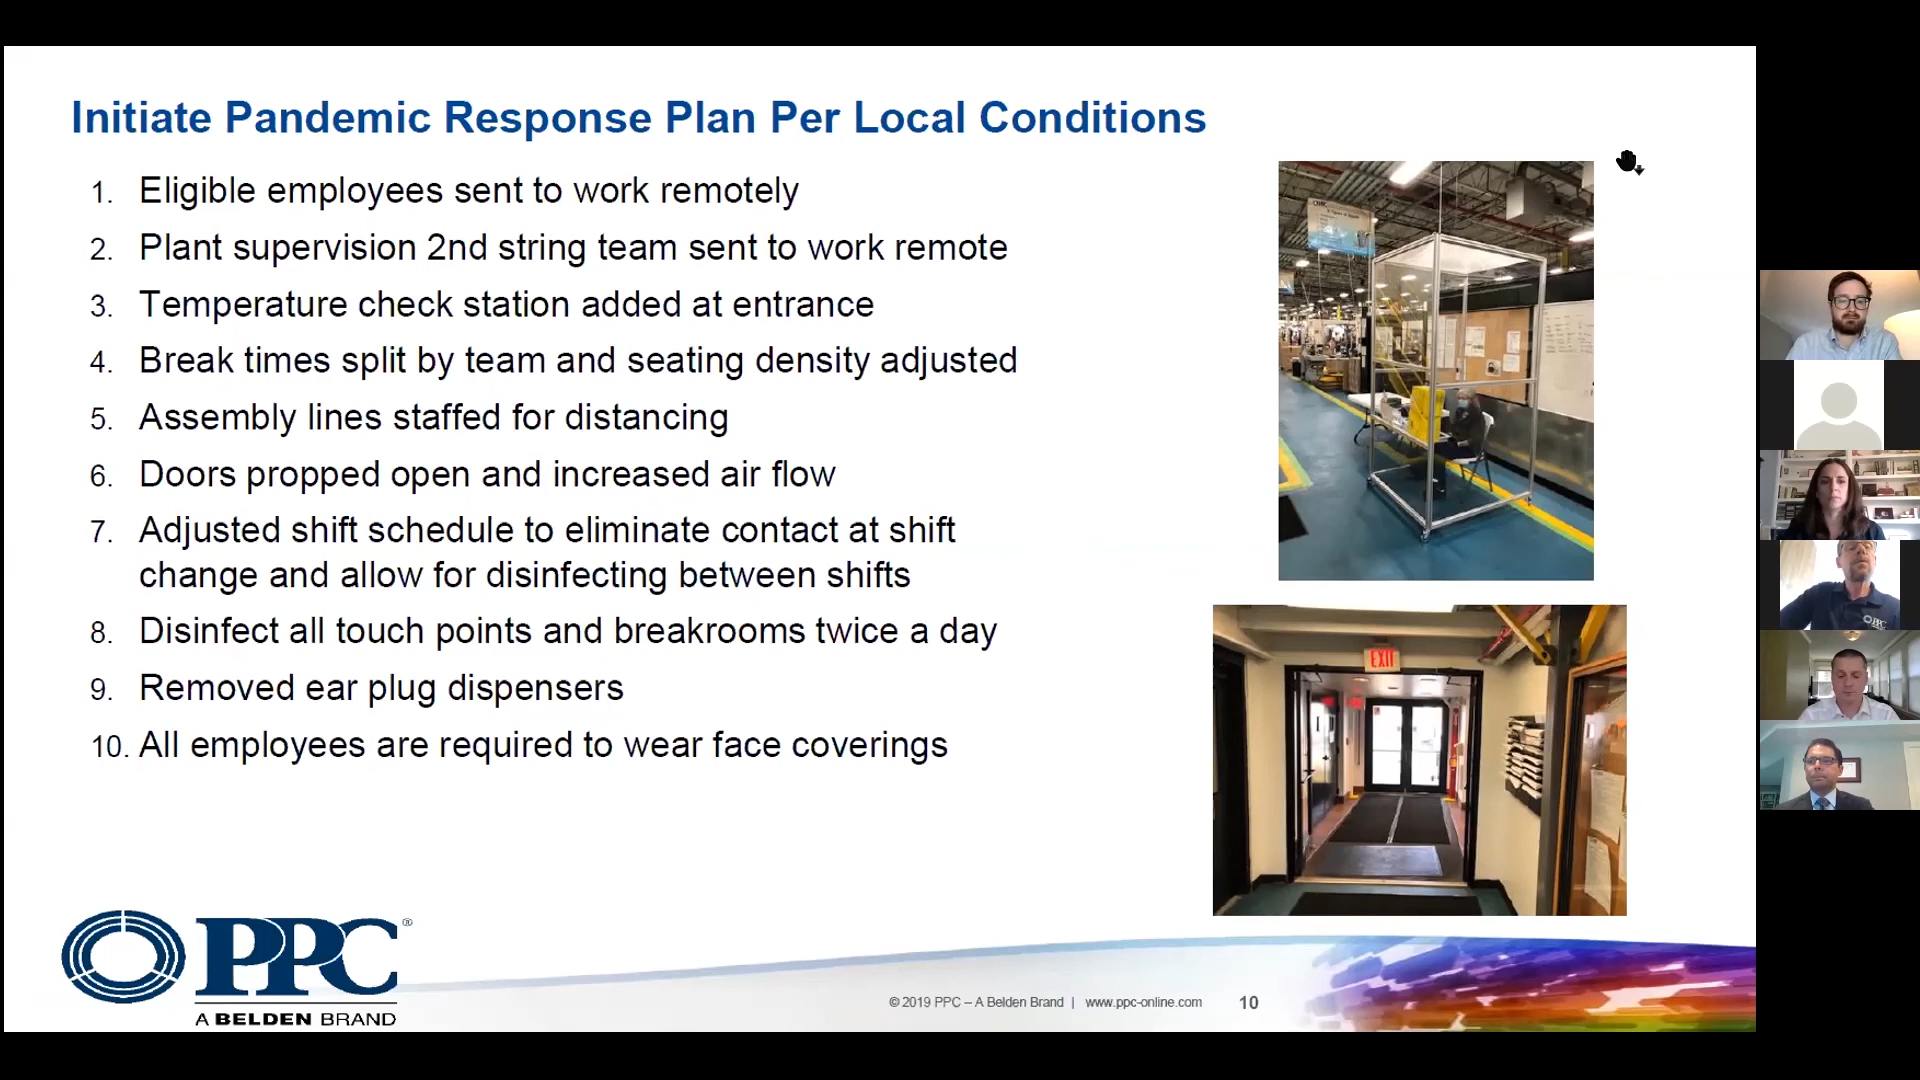 Initiate Pandemic Response Plan Per Local Conditions
1. Eligible employees sent to work remotely
2. Plant supervision 2nd string team sent to work remote
3. Temperature check station added at entrance
4. Break times split by team and seating density adjusted
5. Assembly lines staffed for distancing
6. Doors propped open and increased air flow
7. Adjusted shift schedule to eliminate contact at shift
change and allow for disinfecting between shifts
8. Disinfect all touch points and breakrooms twice a day
9. Removed ear plug dispensers
10. All employees are required to wear face coverings
EXIT
PPC®
A BELDEN BRAND
© 2019 PPC – A Belden Brand | www.ppc-online.com 10